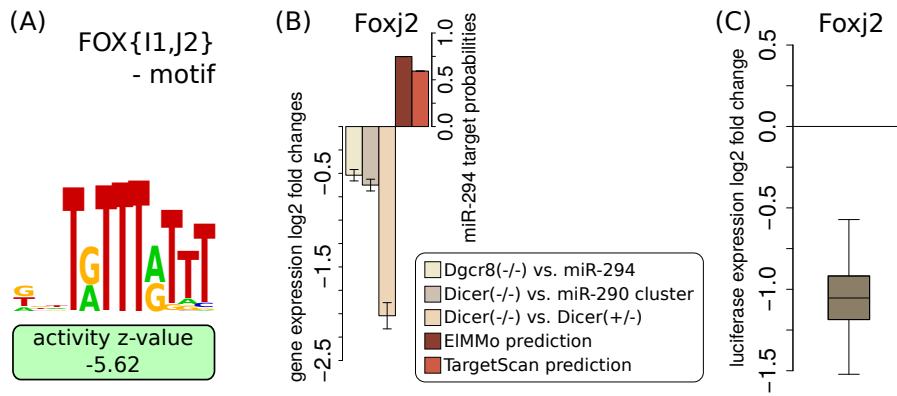 (A)
FOX{I1,J2}
- motif
activity z-value
-5.62
(B)
Foxj2
gene expression log2 fold changes
−0.5
−1.5
−2.5
0.0
0.5
1.0
miR-294 target probabilities
Dgcr8(-/-) vs. miR-294
Dicer(-/-) vs. miR-290 cluster
Dicer(-/-) vs. Dicer(+/-)
ElMMo prediction
TargetScan prediction
(C)
Foxj2
luciferase expression log2 fold change
0.5
0.0
−0.5
−1.0
−1.5